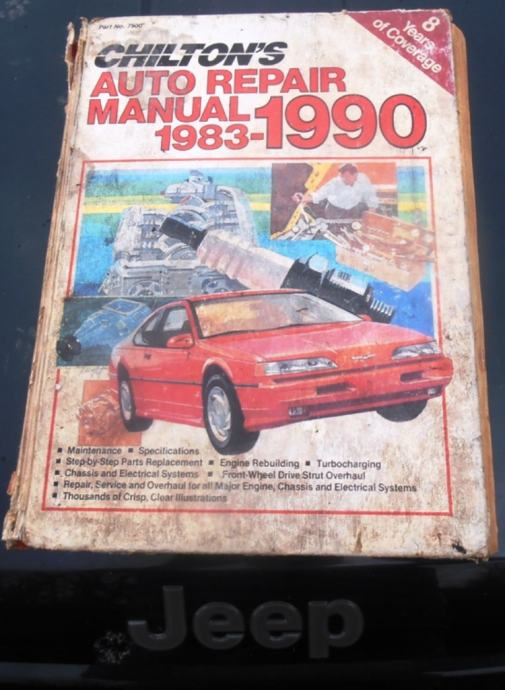 Part No. 7900
8
Years
of Coverage
CHILTON'S
AUTO REPAIR
MANUAL
1983-1990
■ Maintenance ■ Specifications
■ Step-by-Step Parts Replacement ■ Engine Rebuilding ■ Turbocharging
■ Chassis and Electrical Systems ■ Front-Wheel Drive Strut Overhaul
■ Repair, Service and Overhaul for all Major Engine, Chassis and Electrical Systems
■ Thousands of Crisp, Clear Illustrations
Jeep